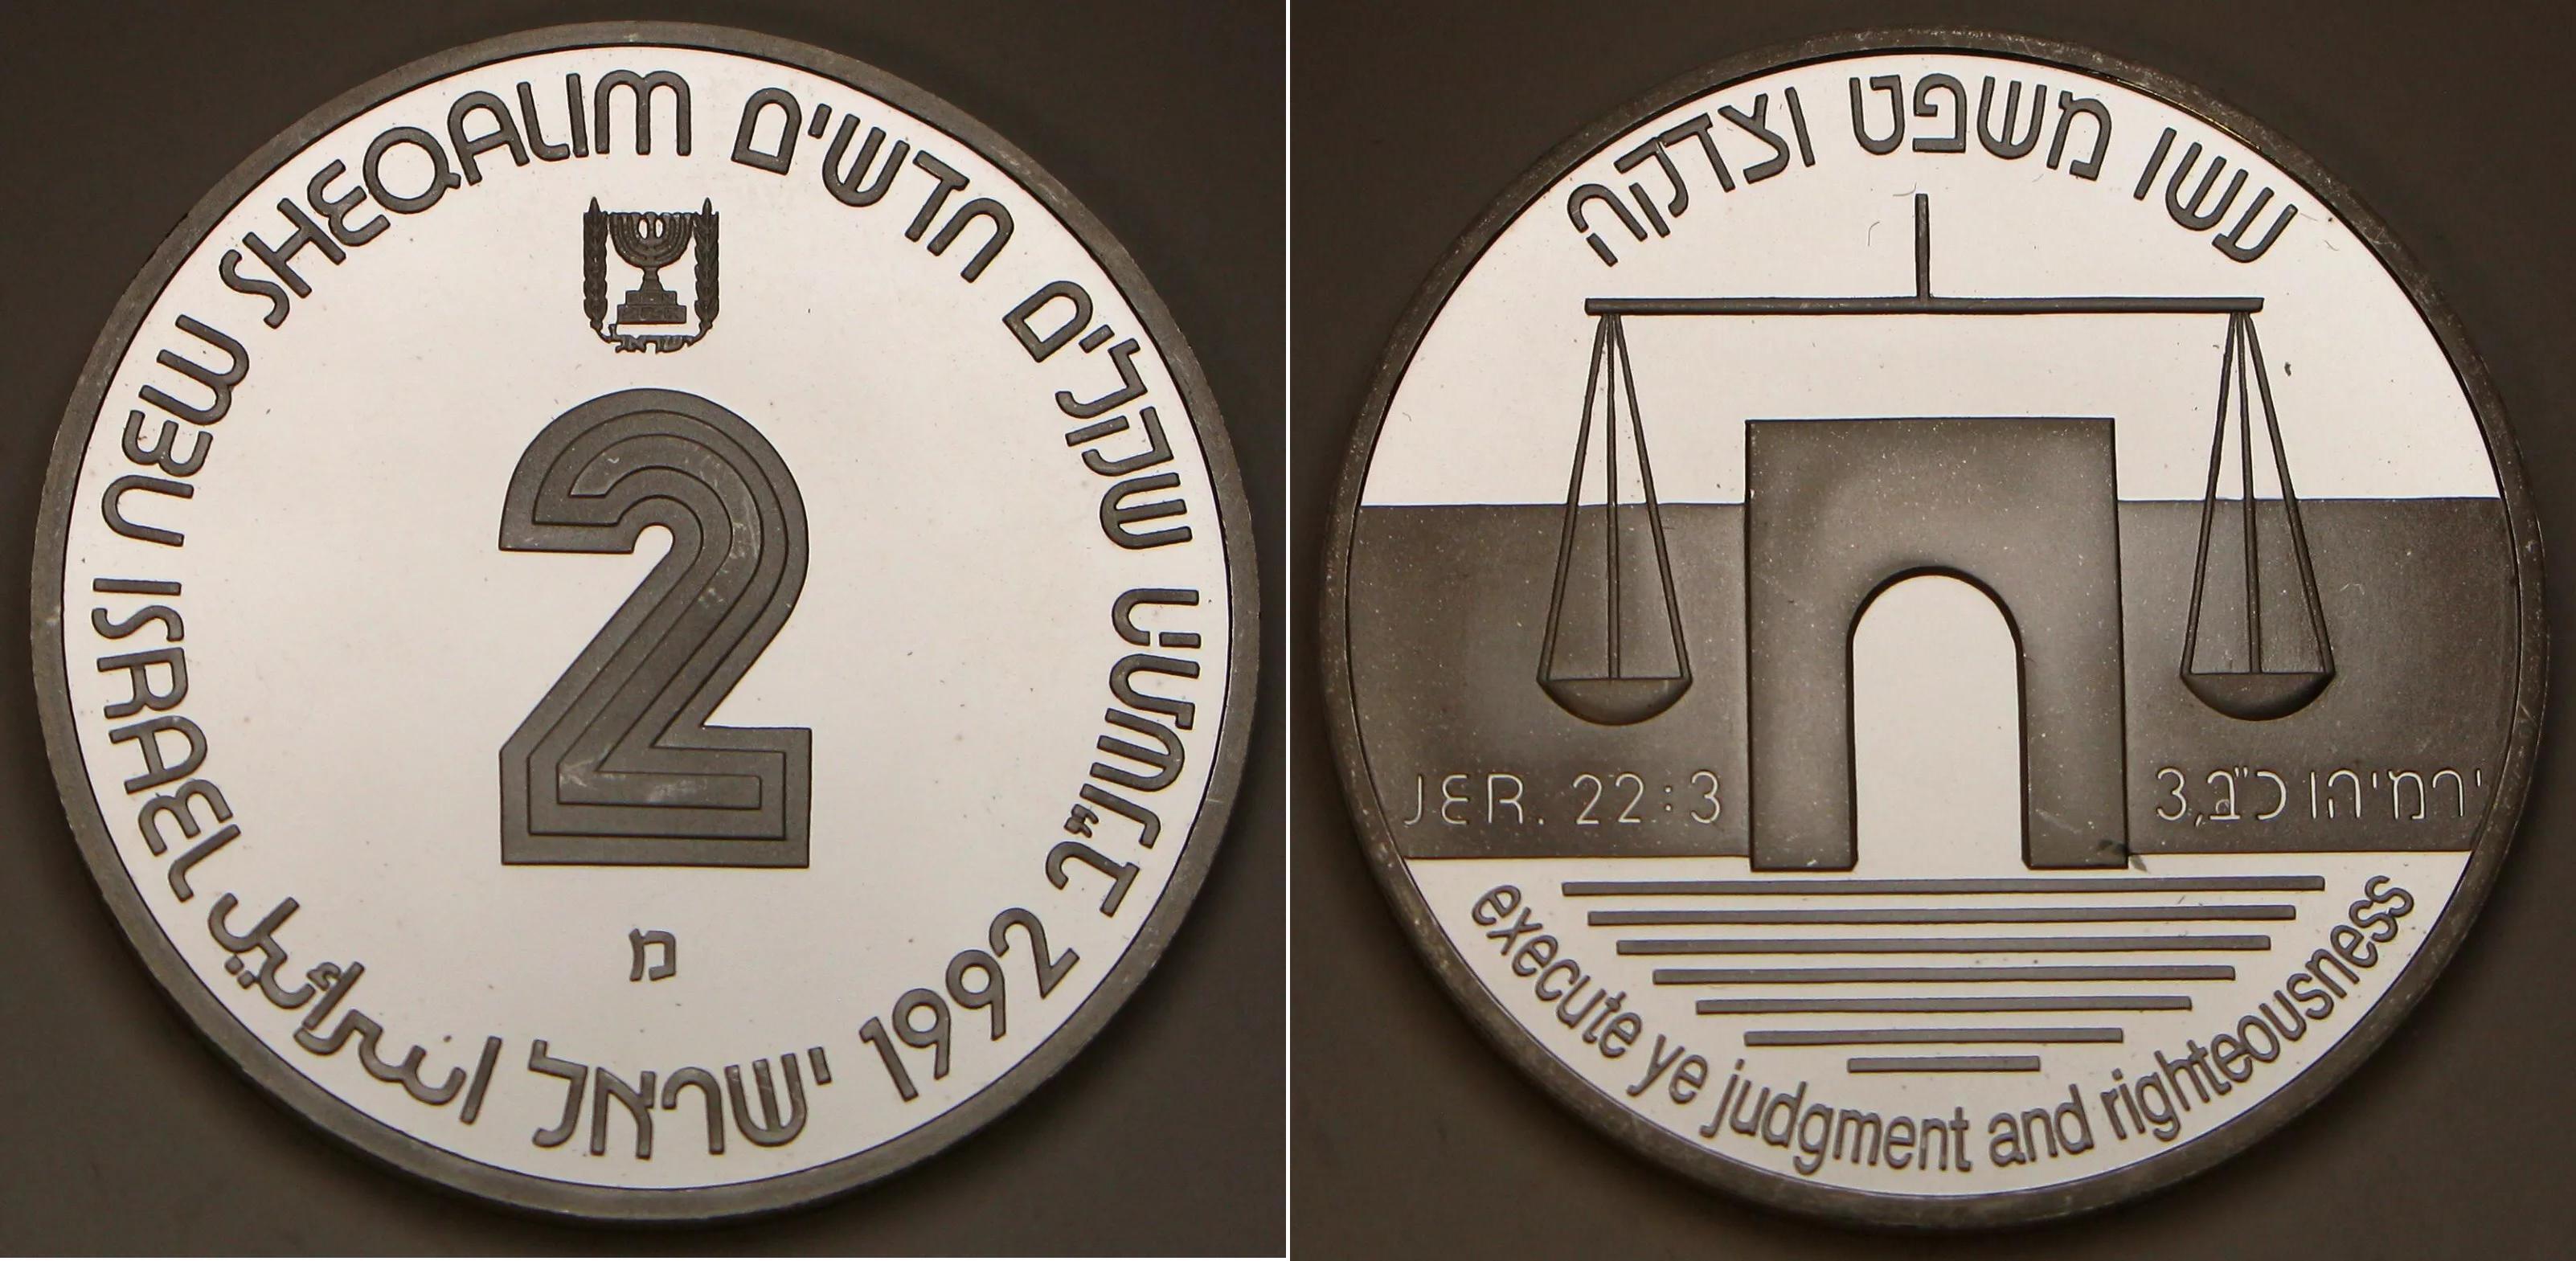 NEW SHEQALIM שקלים חדשים
ישראל
2
מ
ISRAEL اسرائيل ישראל 1992 התשנ"ב
עשו משפט וצדקה
JER. 22:3
ירמיהו כ"ב,3
execute ye judgment and righteousness